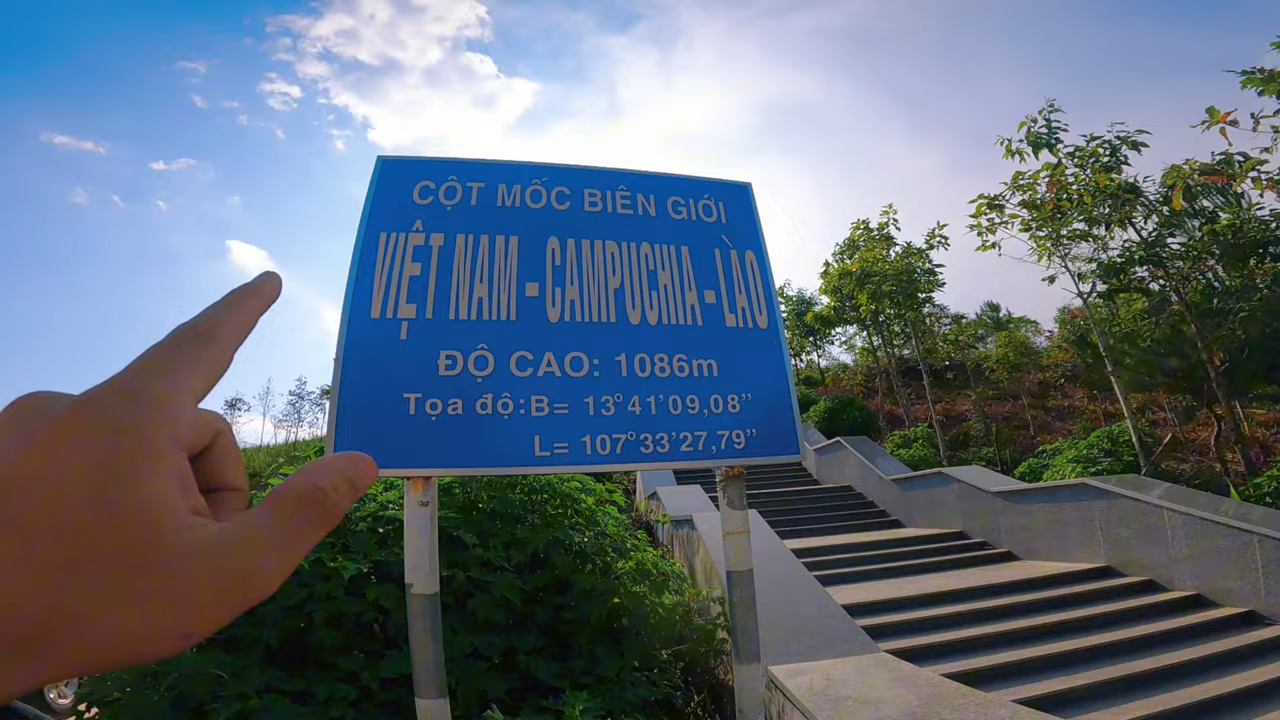 CỘT MỐC BIÊN GIỚI
VIỆT NAM - CAMPUCHIA - LÀO
ĐỘ CAO: 1086m
Tọa độ: B= 13°41'09,08"
L= 107°33'27,79"